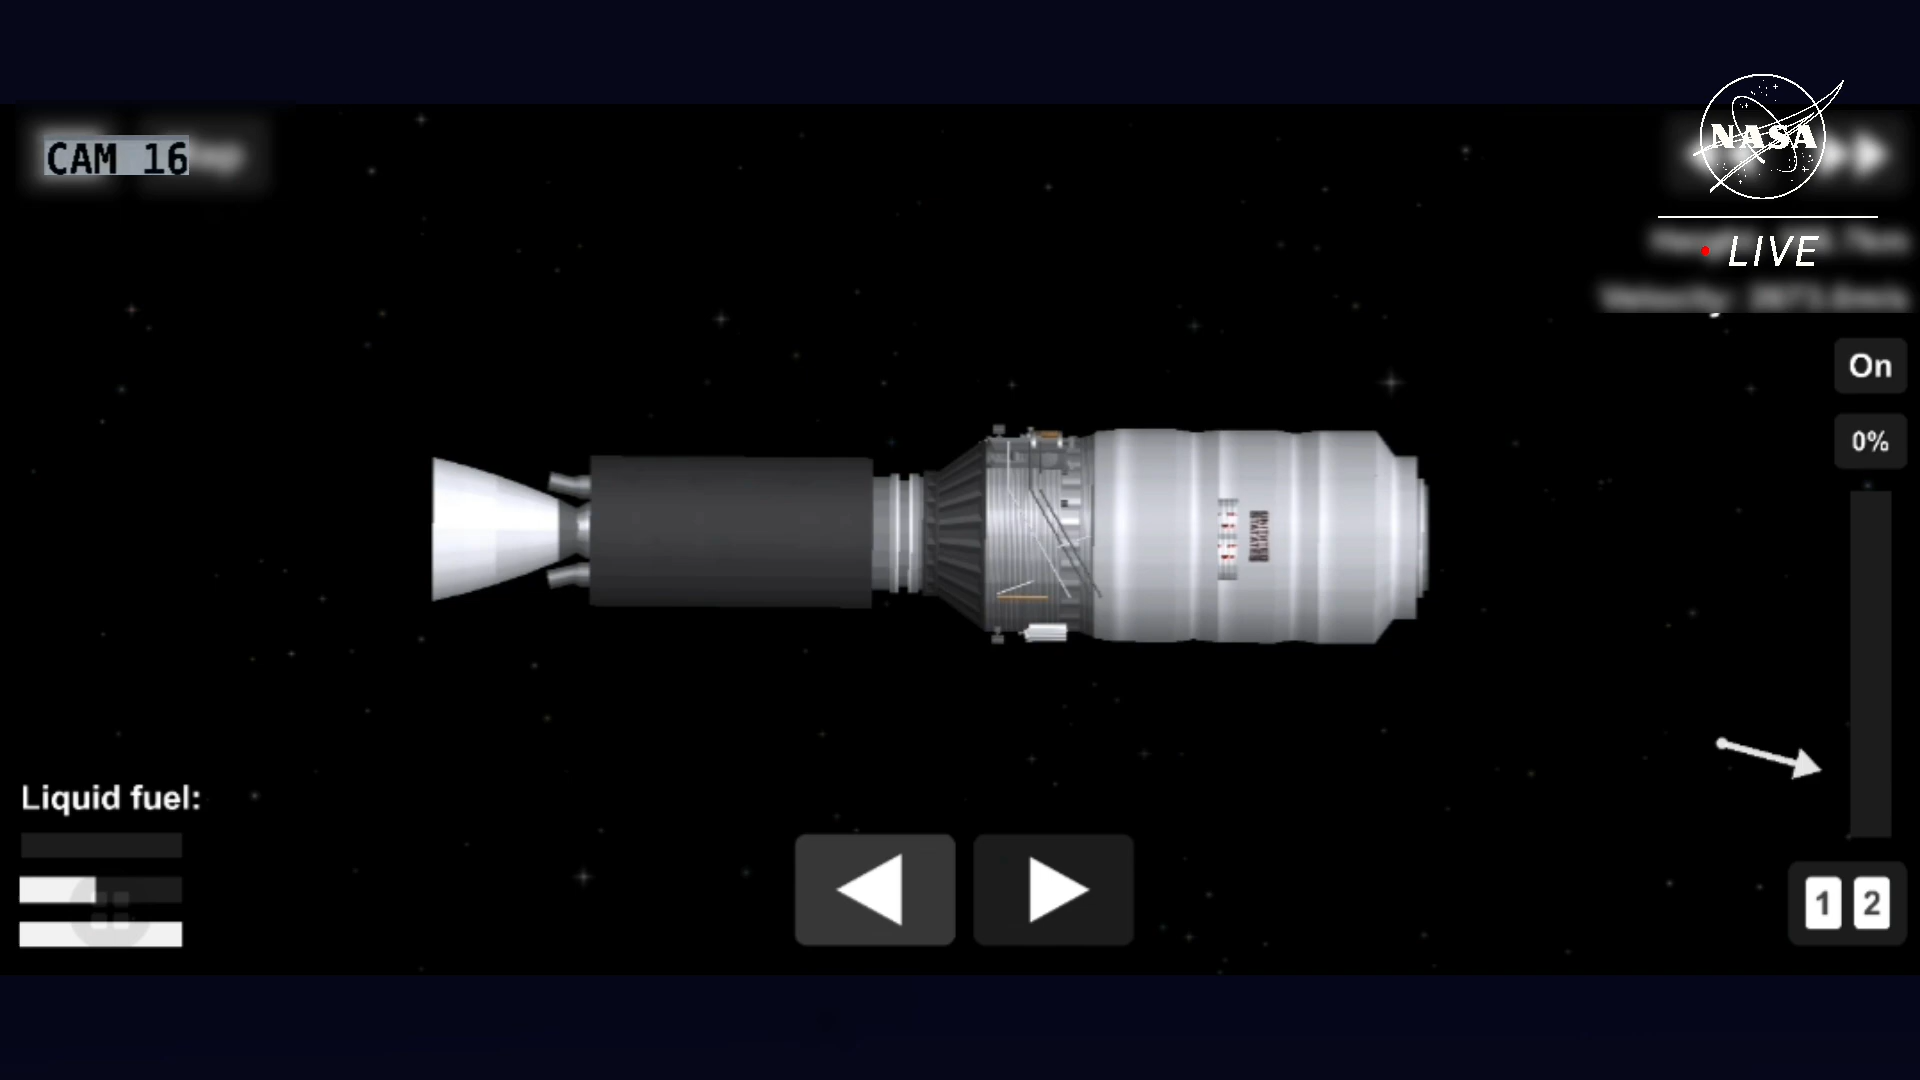 CAM 16
NASA
LIVE
On
0%
Liquid fuel:
1 2